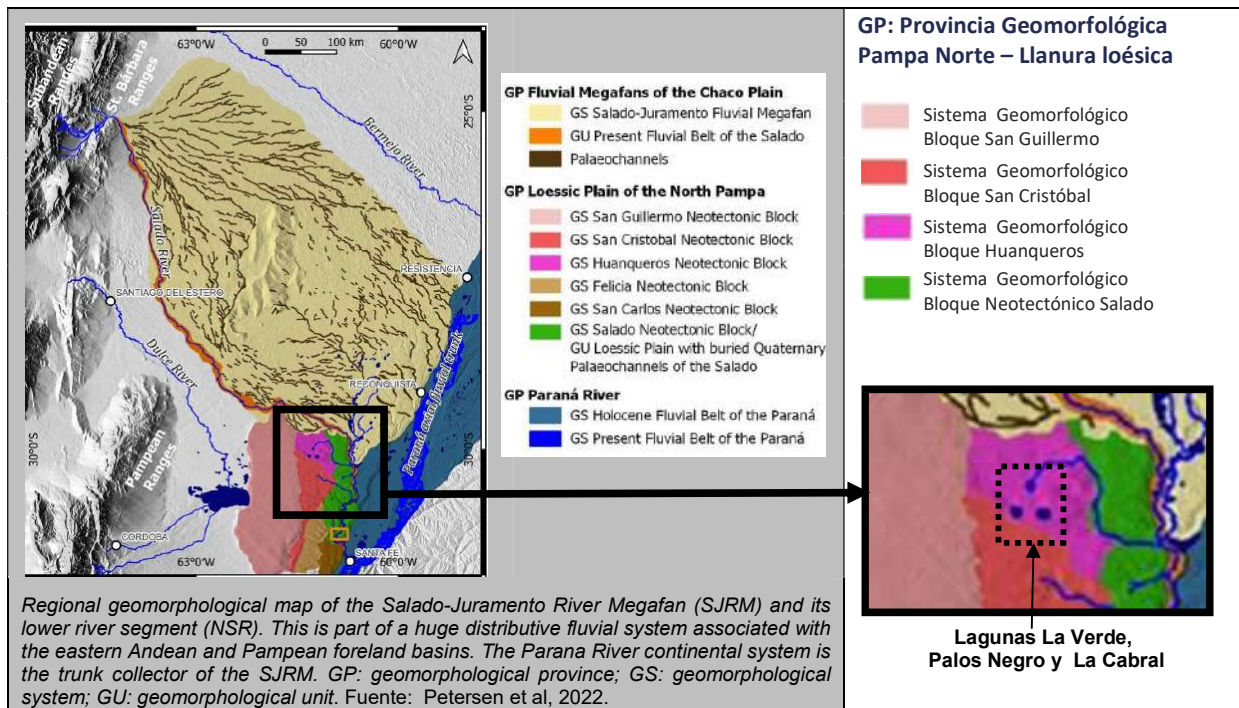 63°0'W
0 50 100 km
60°0'W
Subandean Ranges
St. Bárbara Ranges
25°0'S
Bermejo River
Salado River
RESISTENCIA
SANTIAGO DEL ESTERO
Dulce River
RECONQUISTA
Paraná axial fluvial trunk
30°0'S
30°0'S
Pampean Ranges
CÓRDOBA
SANTA FE
63°0'W
60°0'W
GP Fluvial Megafans of the Chaco Plain
GS Salado-Juramento Fluvial Megafan
GU Present Fluvial Belt of the Salado
Palaeochannels
GP Loessic Plain of the North Pampa
GS San Guillermo Neotectonic Block
GS San Cristobal Neotectonic Block
GS Huanqueros Neotectonic Block
GS Felicia Neotectonic Block
GS San Carlos Neotectonic Block
GS Salado Neotectonic Block/
GU Loessic Plain with buried Quaternary
Palaeochannels of the Salado
GP Paraná River
GS Holocene Fluvial Belt of the Paraná
GS Present Fluvial Belt of the Paraná
Regional geomorphological map of the Salado-Juramento River Megafan (SJRM) and its
lower river segment (NSR). This is part of a huge distributive fluvial system associated with
the eastern Andean and Pampean foreland basins. The Parana River continental system is
the trunk collector of the SJRM. GP: geomorphological province; GS: geomorphological
system; GU: geomorphological unit. Fuente: Petersen et al, 2022.
GP: Provincia Geomorfológica
Pampa Norte – Llanura loésica
Sistema Geomorfológico
Bloque San Guillermo
Sistema Geomorfológico
Bloque San Cristóbal
Sistema Geomorfológico
Bloque Huanqueros
Sistema Geomorfológico
Bloque Neotectónico Salado
Lagunas La Verde,
Palos Negro y La Cabral